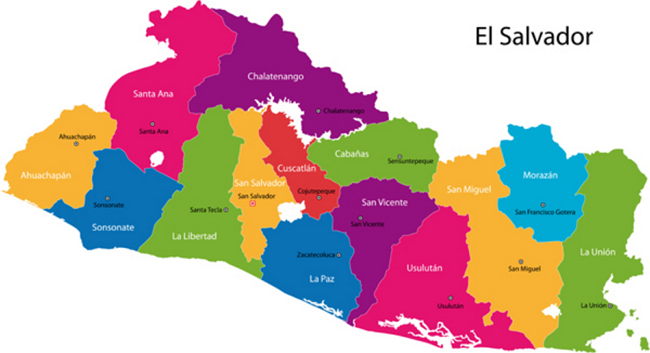 El Salvador
Chalatenango
Chalatenango
Santa Ana
Santa Ana
Ahuachapán
Ahuachapán
Sonsonate
Sonsonate
Santa Tecla
La Libertad
San Salvador
San Salvador
Cuscatlán
Cojutepeque
Cabañas
Sensuntepeque
San Vicente
San Vicente
Zacatecoluca
La Paz
Usulután
Usulután
San Miguel
San Miguel
Morazán
San Francisco Gotera
La Unión
La Unión